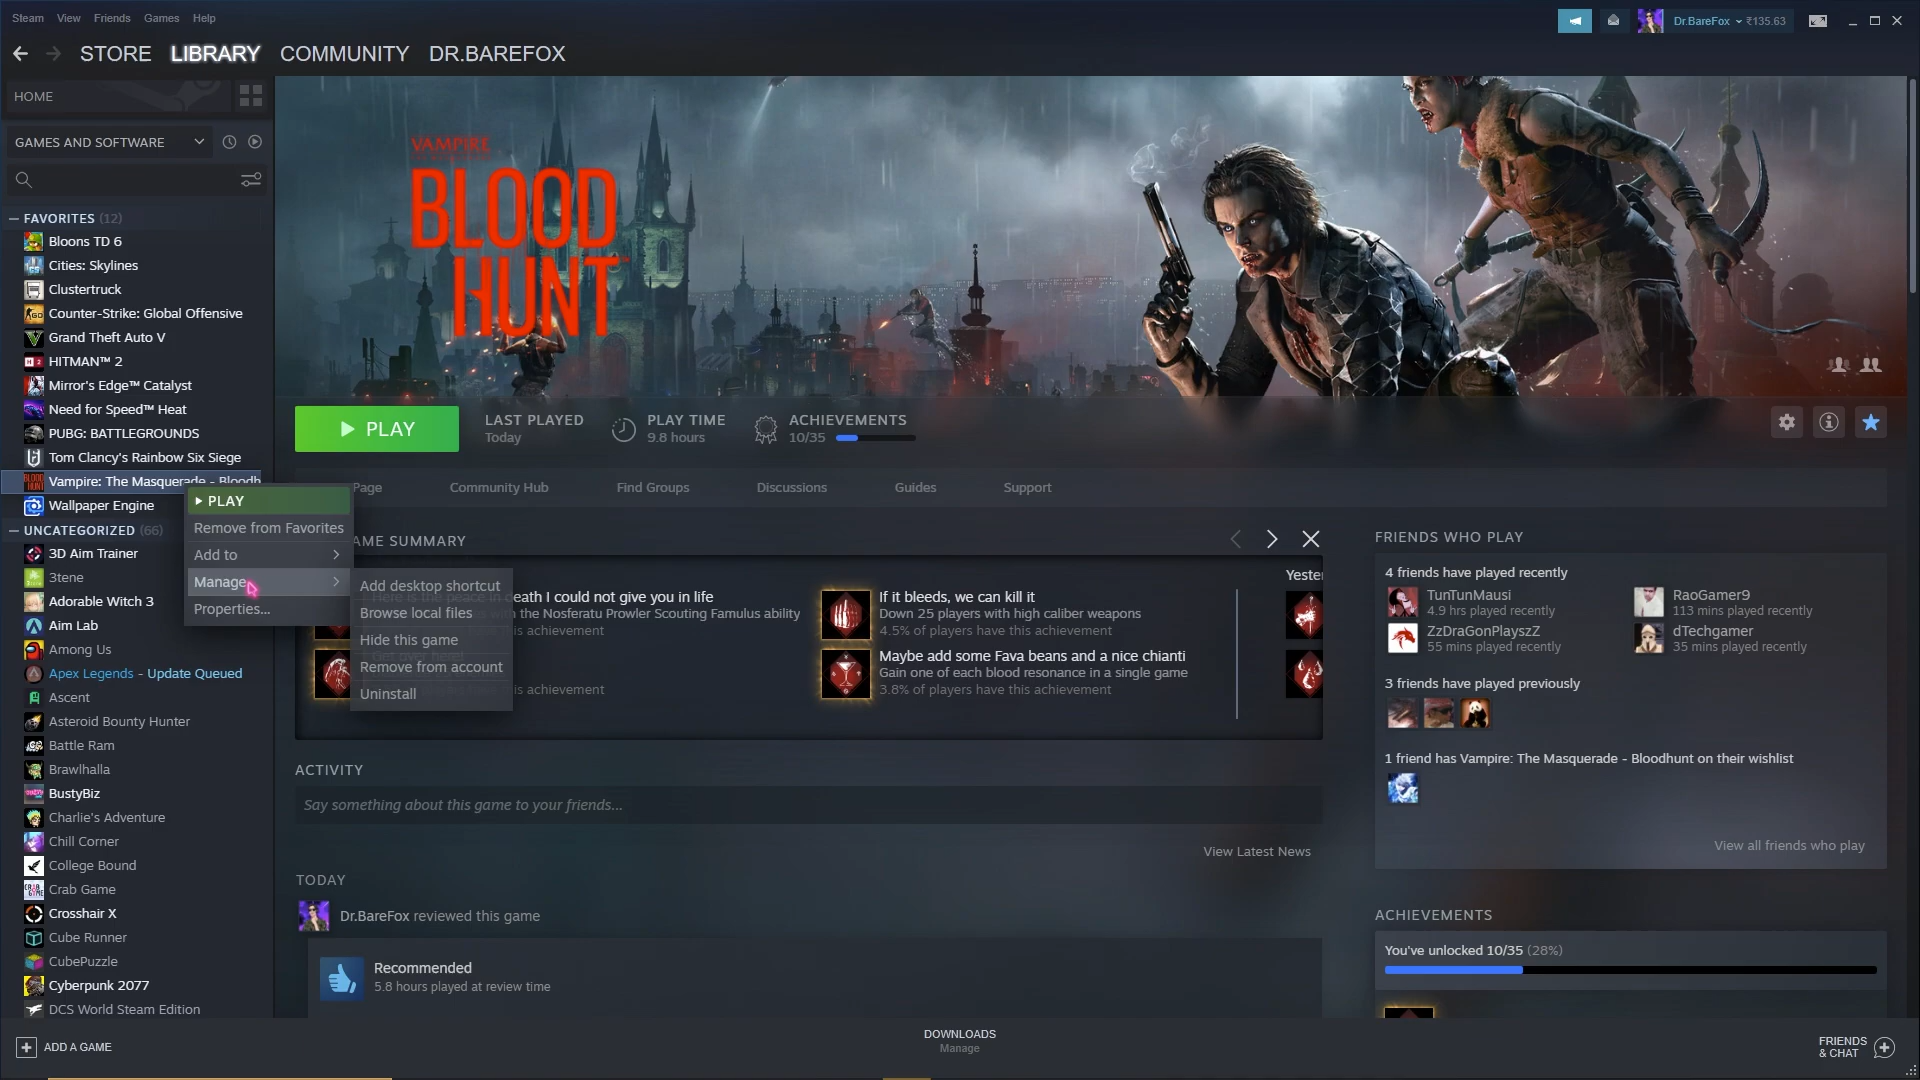 Steam View Friends Games Help
Dr.BareFox ₹135.63
STORE LIBRARY COMMUNITY DR.BAREFOX
HOME
GAMES AND SOFTWARE
FAVORITES (12)
Bloons TD 6
Cities: Skylines
Clustertruck
Counter-Strike: Global Offensive
Grand Theft Auto V
HITMAN™ 2
Mirror's Edge™ Catalyst
Need for Speed™ Heat
PUBG: BATTLEGROUNDS
Tom Clancy's Rainbow Six Siege
Vampire: The Masquerade - Bloodh
Wallpaper Engine
UNCATEGORIZED (66)
3D Aim Trainer
3tene
Adorable Witch 3
Aim Lab
Among Us
Apex Legends - Update Queued
Ascent
Asteroid Bounty Hunter
Battle Ram
Brawlhalla
BustyBiz
Charlie's Adventure
Chill Corner
College Bound
Crab Game
Crosshair X
Cube Runner
CubePuzzle
Cyberpunk 2077
DCS World Steam Edition
PLAY
Remove from Favorites
Add to
Manage
Properties...
Add desktop shortcut
Browse local files
Hide this game
Remove from account
Uninstall
VAMPIRE
BLOOD
HUNT™
PLAY
LAST PLAYED
Today
PLAY TIME
9.8 hours
ACHIEVEMENTS
10/35
Page Community Hub Find Groups Discussions Guides Support
AME SUMMARY
death I could not give you in life
with the Nosferatu Prowler Scouting Famulus ability
is achievement
is achievement
If it bleeds, we can kill it
Down 25 players with high caliber weapons
4.5% of players have this achievement
Maybe add some Fava beans and a nice chianti
Gain one of each blood resonance in a single game
3.8% of players have this achievement
Yester
ACTIVITY
Say something about this game to your friends...
View Latest News
TODAY
Dr.BareFox reviewed this game
Recommended
5.8 hours played at review time
FRIENDS WHO PLAY
4 friends have played recently
TunTunMausi
4.9 hrs played recently
RaoGamer9
113 mins played recently
ZzDraGonPlayszZ
55 mins played recently
dTechgamer
35 mins played recently
3 friends have played previously
1 friend has Vampire: The Masquerade - Bloodhunt on their wishlist
View all friends who play
ACHIEVEMENTS
You've unlocked 10/35 (28%)
ADD A GAME
DOWNLOADS
Manage
FRIENDS
& CHAT